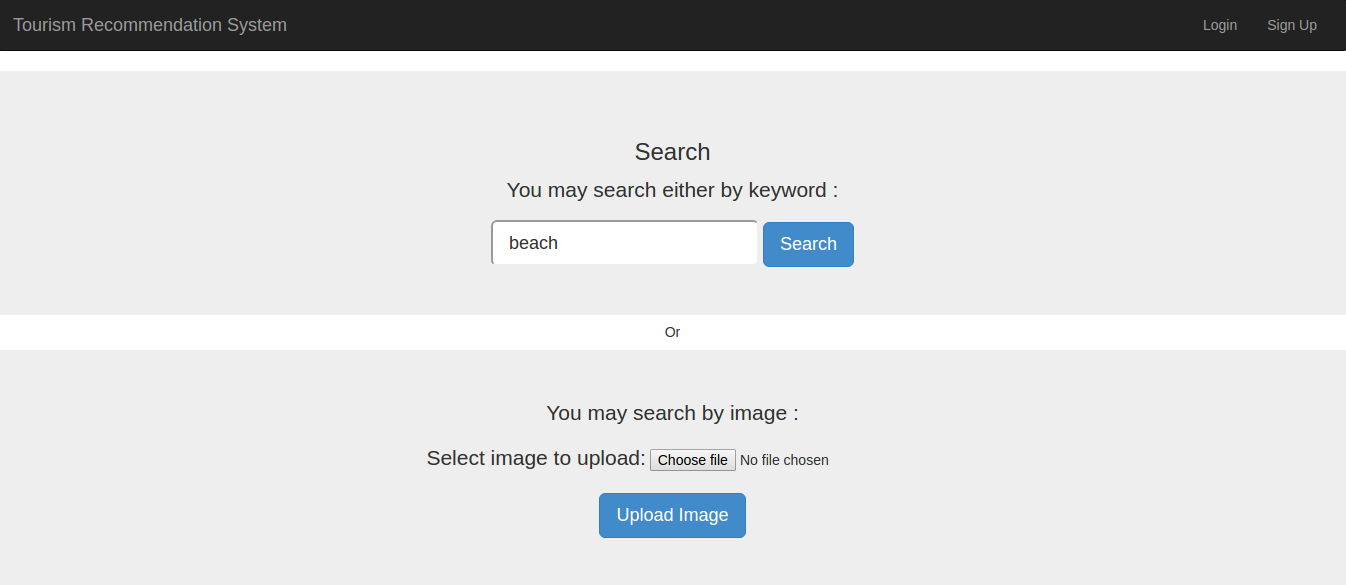 Tourism Recommendation System Login Sign Up
Search
You may search either by keyword :
beach Search
Or
You may search by image :
Select image to upload: Choose file No file chosen
Upload Image